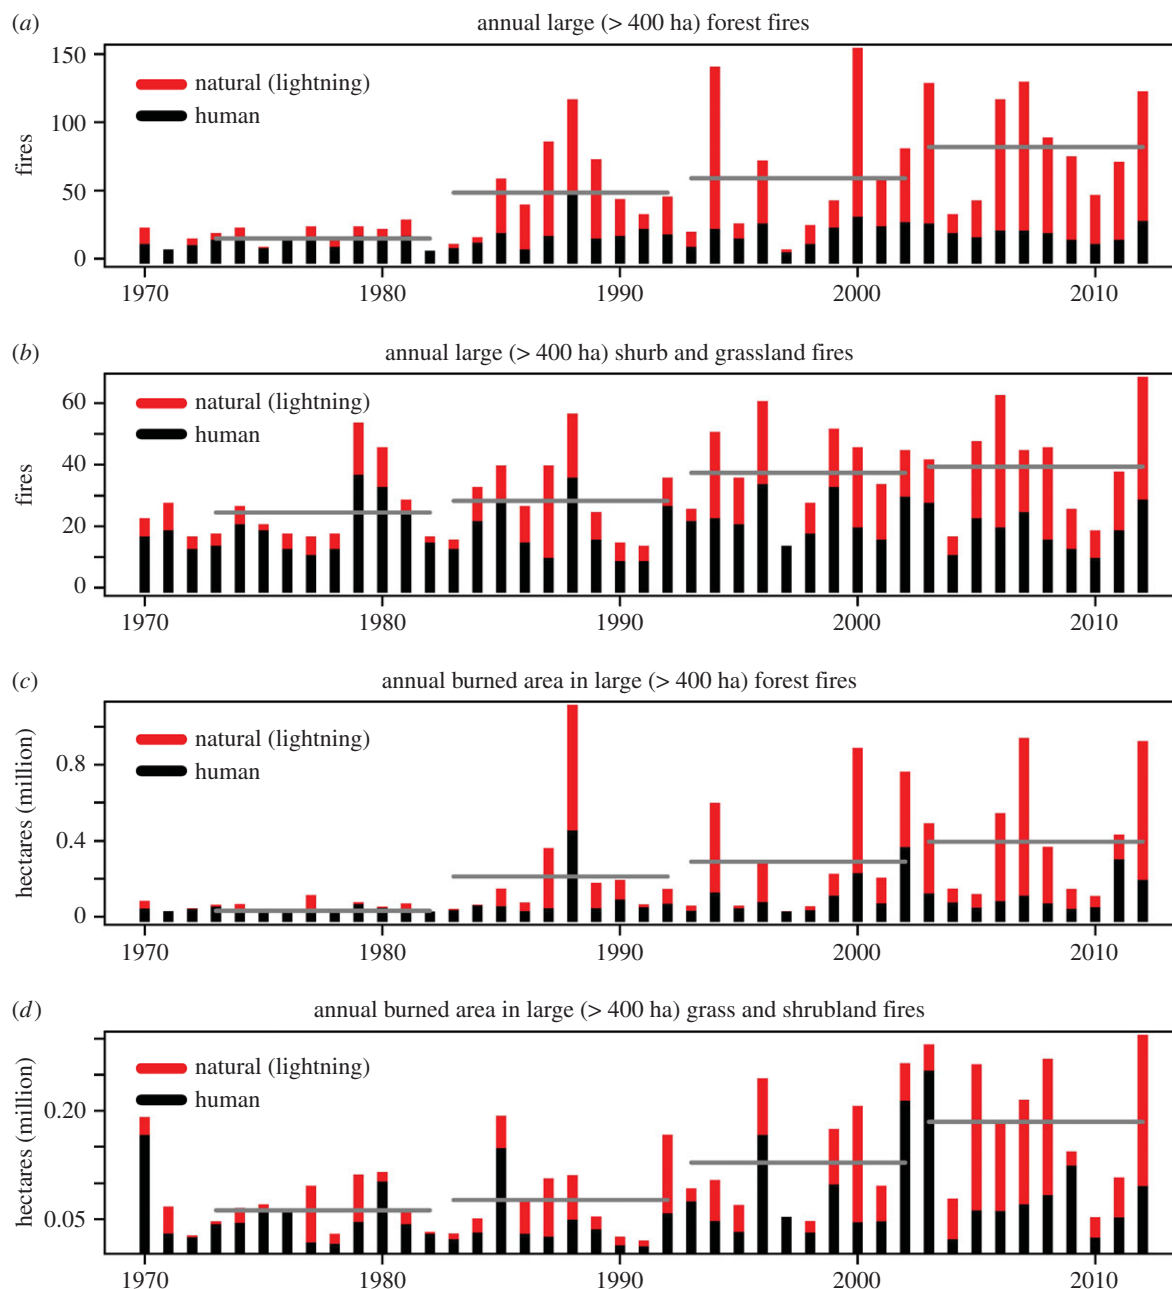 (a) annual large (> 400 ha) forest fires
150
100
50
0
fires
natural (lightning)
human
1970 1980 1990 2000 2010
(b) annual large (> 400 ha) shurb and grassland fires
60
40
20
0
fires
natural (lightning)
human
1970 1980 1990 2000 2010
(c) annual burned area in large (> 400 ha) forest fires
0.8
0.4
0
hectares (million)
natural (lightning)
human
1970 1980 1990 2000 2010
(d) annual burned area in large (> 400 ha) grass and shrubland fires
0.20
0.05
hectares (million)
natural (lightning)
human
1970 1980 1990 2000 2010